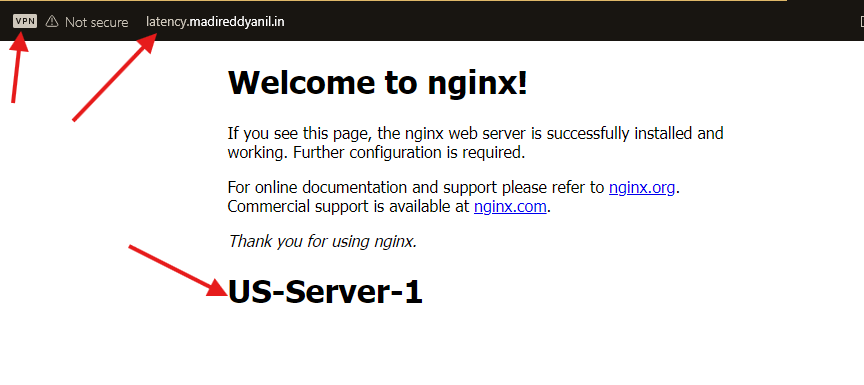 VPN Not secure latency.madireddyanil.in
Welcome to nginx!
If you see this page, the nginx web server is successfully installed and
working. Further configuration is required.
For online documentation and support please refer to nginx.org.
Commercial support is available at nginx.com.
Thank you for using nginx.
US-Server-1